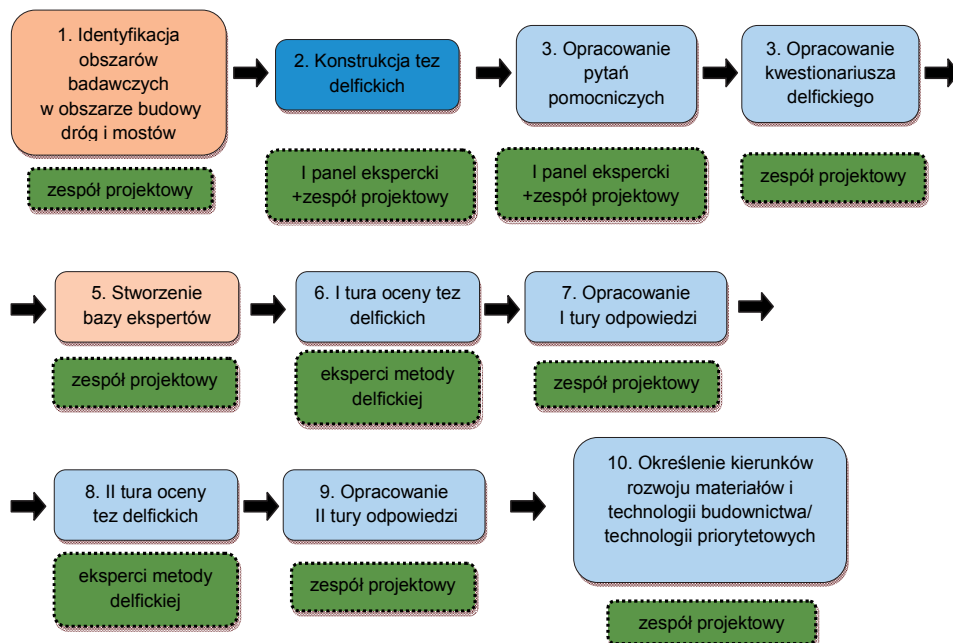 1. Identyfikacja
obszarów
badawczych
w obszarze budowy
dróg i mostów
zespół projektowy
2. Konstrukcja tez
delfickich
I panel ekspercki
+zespół projektowy
3. Opracowanie
pytań
pomocniczych
I panel ekspercki
+zespół projektowy
3. Opracowanie
kwestionariusza
delfickiego
zespół projektowy
5. Stworzenie
bazy ekspertów
zespół projektowy
6. I tura oceny tez
delfickich
eksperci metody
delfickiej
7. Opracowanie
I tury odpowiedzi
zespół projektowy
8. II tura oceny
tez delfickich
eksperci metody
delfickiej
9. Opracowanie
II tury odpowiedzi
zespół projektowy
10. Określenie kierunków
rozwoju materiałów i
technologii budownictwa/
technologii priorytetowych
zespół projektowy